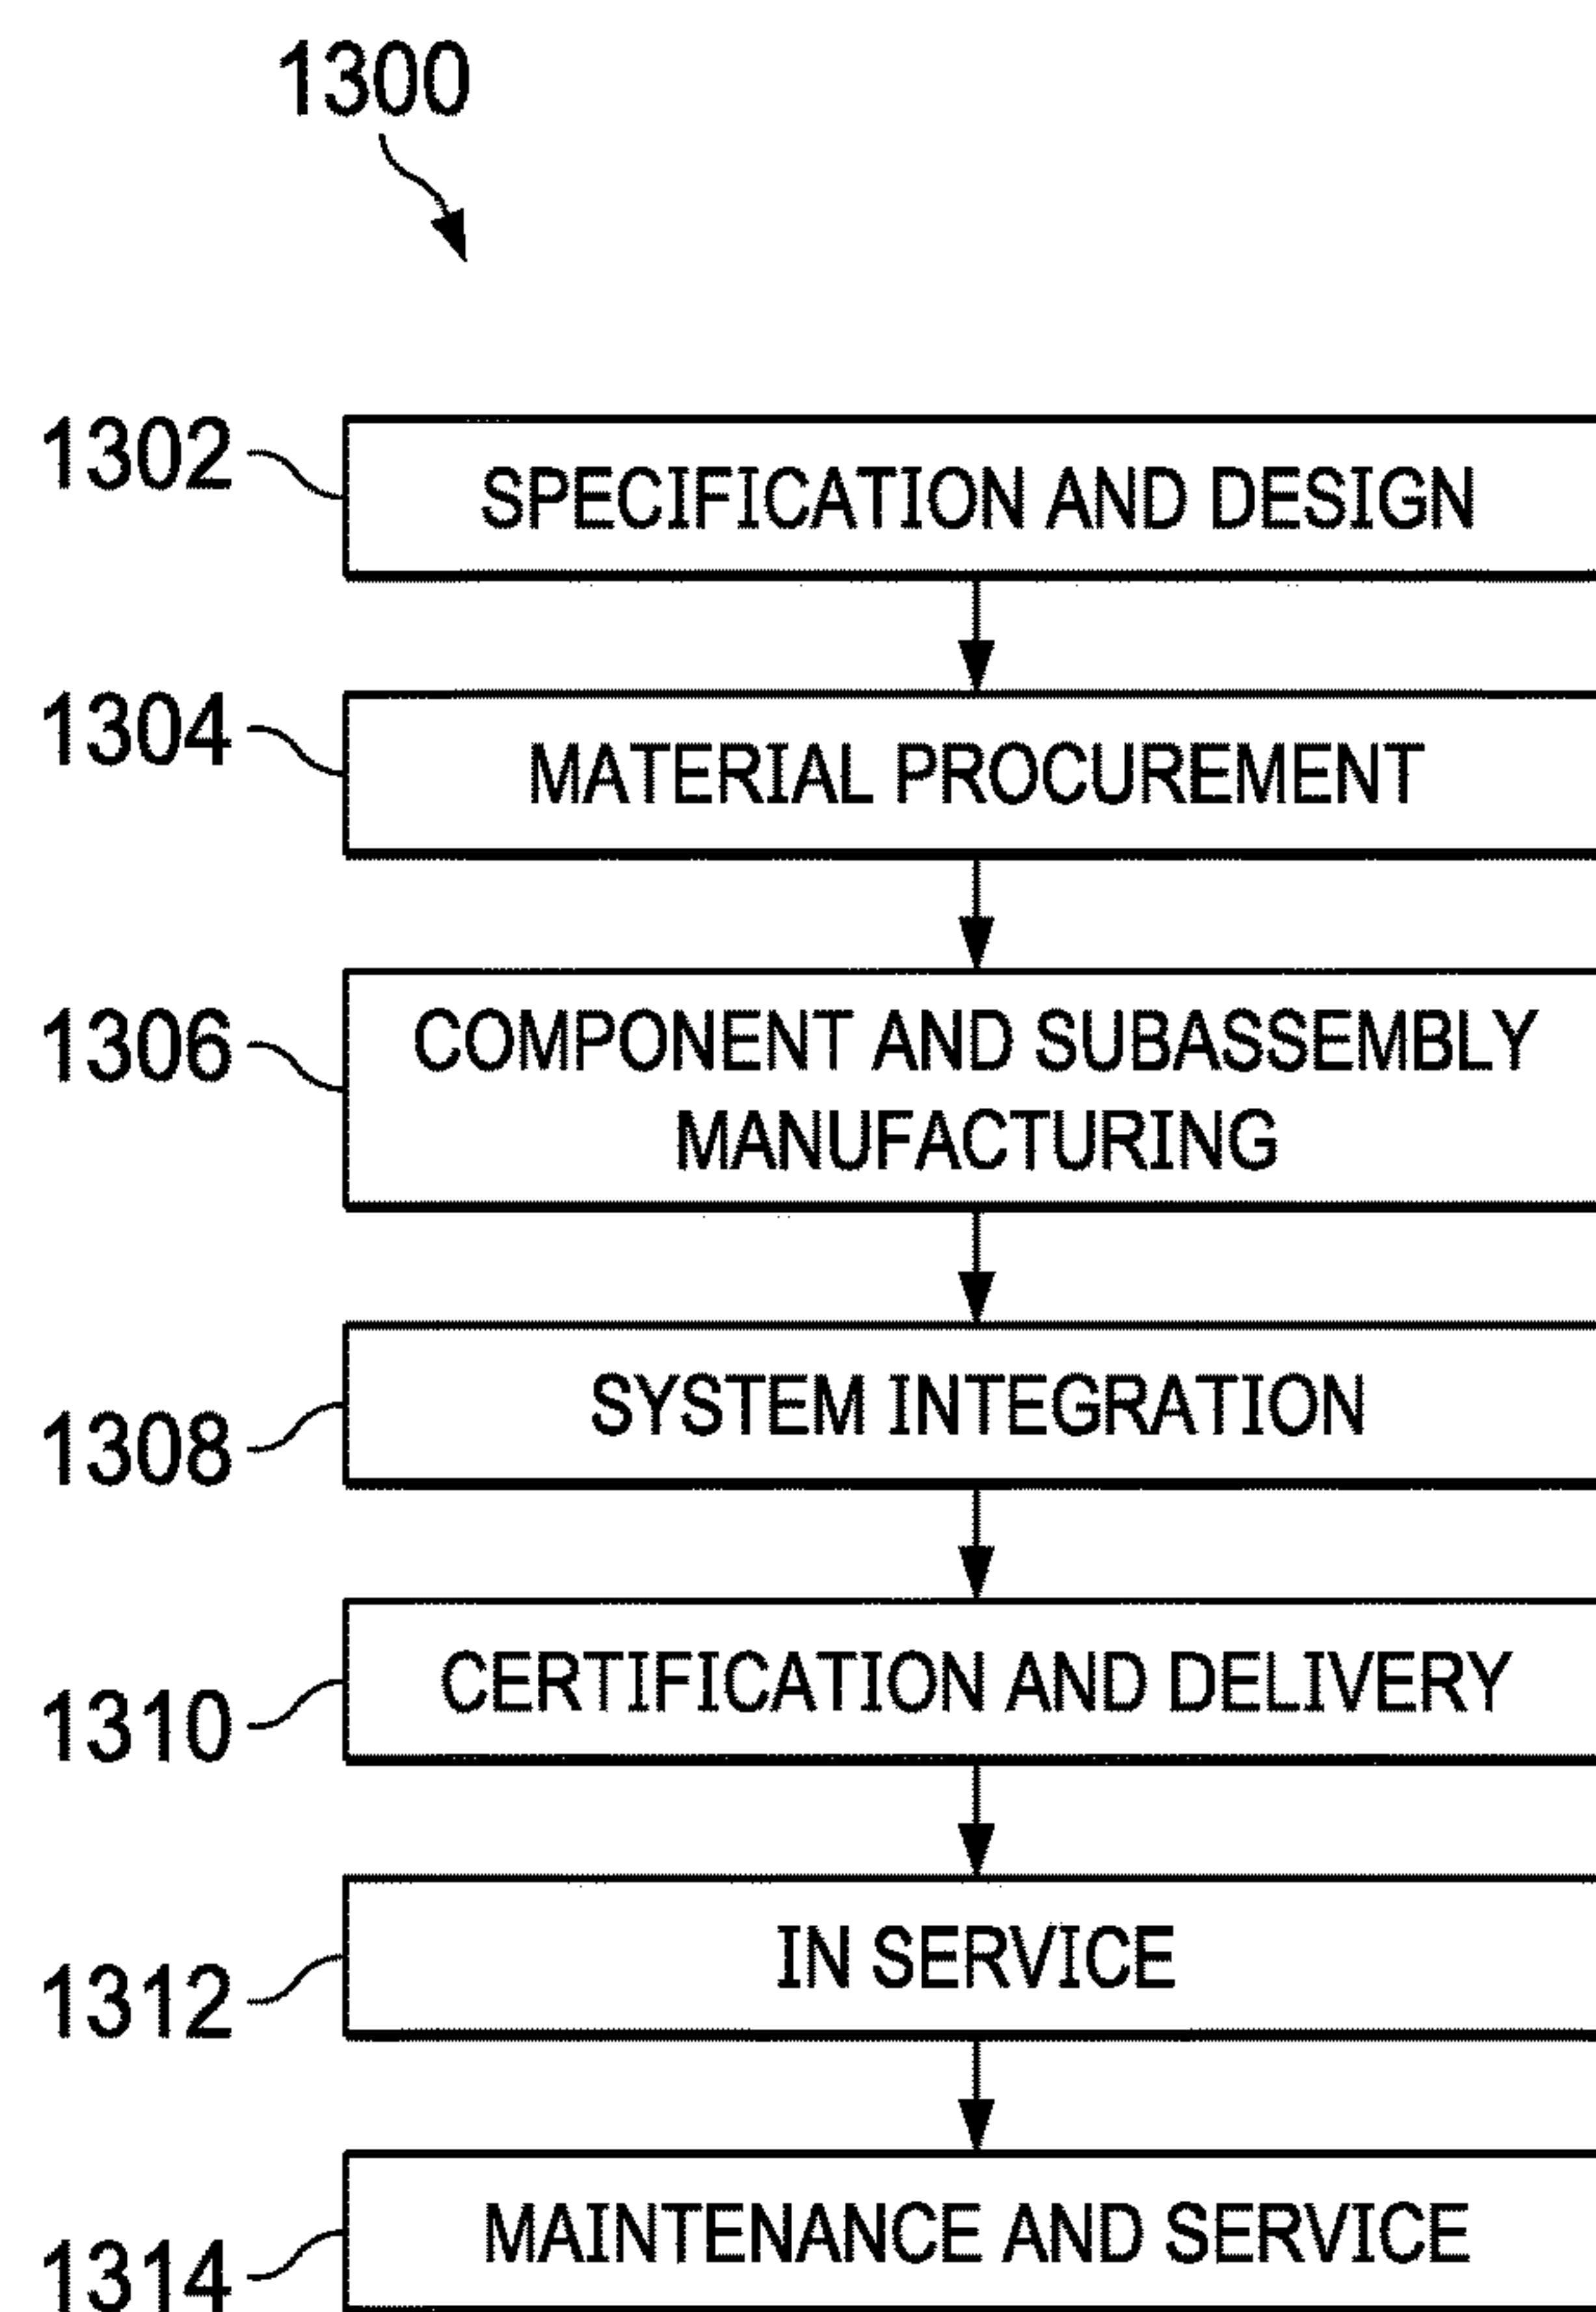 1300
1302
SPECIFICATION AND DESIGN
1304
MATERIAL PROCUREMENT
1306
COMPONENT AND SUBASSEMBLY
MANUFACTURING
1308
SYSTEM INTEGRATION
1310
CERTIFICATION AND DELIVERY
1312
IN SERVICE
1314
MAINTENANCE AND SERVICE